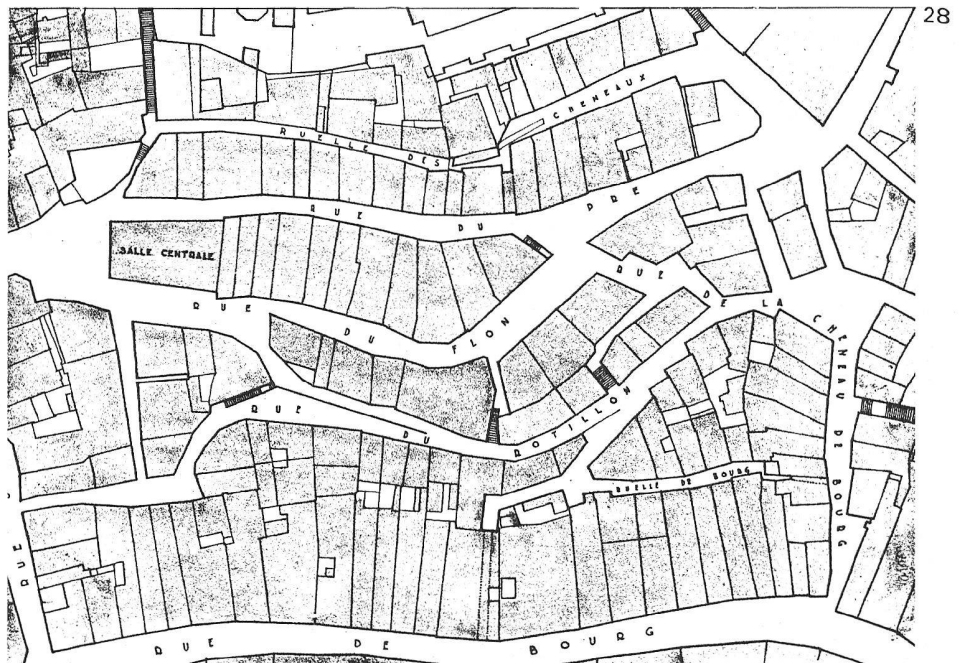 28
RUELLE DES CHENEAUX
RUE DU PRE
SALLE CENTRALE
RUE DU FLON
RUE DE LA
CHENEAU DE BOURG
RUE DU ROTILLON
RUELLE DE BOURG
RUE
RUE DE BOURG